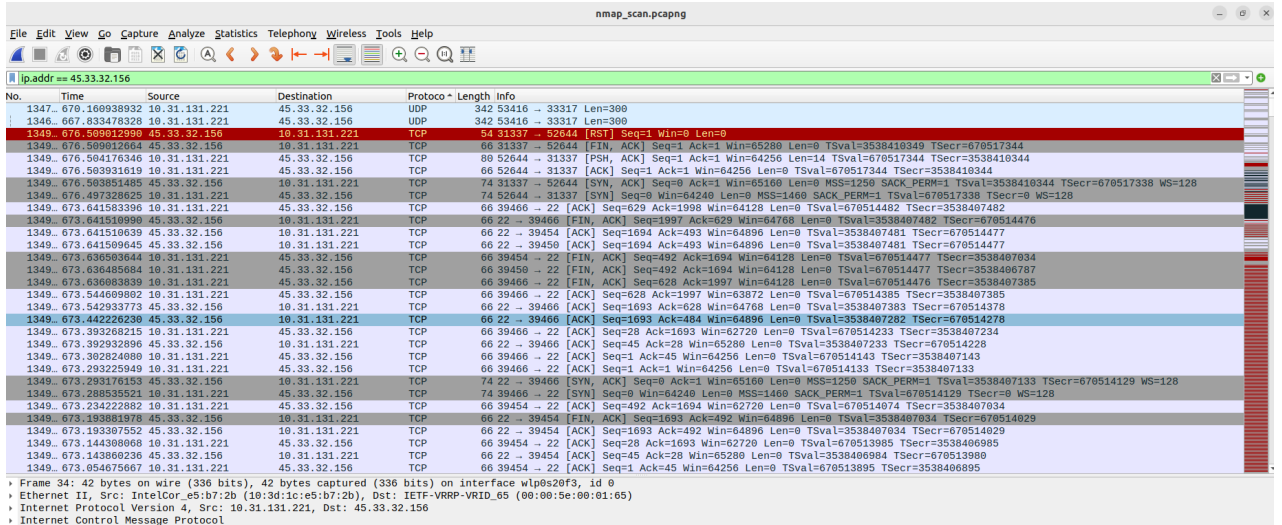 nmap_scan.pcapng
File Edit View Go Capture Analyze Statistics Telephony Wireless Tools Help
ip.addr == 45.33.32.156
No. Time Source Destination Protoco Length Info
1347… 670.160938932 10.31.131.221 45.33.32.156 UDP 342 53416 → 33317 Len=300
1346… 667.833478328 10.31.131.221 45.33.32.156 UDP 342 53416 → 33317 Len=300
1349… 676.509012990 45.33.32.156 10.31.131.221 TCP 54 31337 → 52644 [RST] Seq=1 Win=0 Len=0
1349… 676.509012664 45.33.32.156 10.31.131.221 TCP 66 31337 → 52644 [FIN, ACK] Seq=1 Ack=1 Win=65280 Len=0 TSval=3538410349 TSecr=670517344
1349… 676.504176346 10.31.131.221 45.33.32.156 TCP 80 52644 → 31337 [PSH, ACK] Seq=1 Ack=1 Win=64256 Len=14 TSval=670517344 TSecr=3538410344
1349… 676.503931619 10.31.131.221 45.33.32.156 TCP 66 52644 → 31337 [ACK] Seq=1 Ack=1 Win=64256 Len=0 TSval=670517344 TSecr=3538410344
1349… 676.503851485 45.33.32.156 10.31.131.221 TCP 74 31337 → 52644 [SYN, ACK] Seq=0 Ack=1 Win=65160 Len=0 MSS=1250 SACK_PERM=1 TSval=3538410344 TSecr=670517338 WS=128
1349… 676.497328625 10.31.131.221 45.33.32.156 TCP 74 52644 → 31337 [SYN] Seq=0 Win=64240 Len=0 MSS=1460 SACK_PERM=1 TSval=670517338 TSecr=0 WS=128
1349… 673.641583396 10.31.131.221 45.33.32.156 TCP 66 39466 → 22 [ACK] Seq=629 Ack=1998 Win=64128 Len=0 TSval=670514482 TSecr=3538407482
1349… 673.641510990 45.33.32.156 10.31.131.221 TCP 66 22 → 39466 [FIN, ACK] Seq=1997 Ack=629 Win=64768 Len=0 TSval=3538407482 TSecr=670514476
1349… 673.641510639 45.33.32.156 10.31.131.221 TCP 66 22 → 39454 [ACK] Seq=1694 Ack=493 Win=64896 Len=0 TSval=3538407481 TSecr=670514477
1349… 673.641509645 45.33.32.156 10.31.131.221 TCP 66 22 → 39450 [ACK] Seq=1694 Ack=493 Win=64896 Len=0 TSval=3538407481 TSecr=670514477
1349… 673.636503644 10.31.131.221 45.33.32.156 TCP 66 39454 → 22 [FIN, ACK] Seq=492 Ack=1694 Win=64128 Len=0 TSval=670514477 TSecr=3538407034
1349… 673.636485684 10.31.131.221 45.33.32.156 TCP 66 39450 → 22 [FIN, ACK] Seq=492 Ack=1694 Win=64128 Len=0 TSval=670514477 TSecr=3538406787
1349… 673.636083839 10.31.131.221 45.33.32.156 TCP 66 39466 → 22 [FIN, ACK] Seq=628 Ack=1997 Win=64128 Len=0 TSval=670514476 TSecr=3538407385
1349… 673.544609802 10.31.131.221 45.33.32.156 TCP 66 39466 → 22 [ACK] Seq=628 Ack=1997 Win=63872 Len=0 TSval=670514385 TSecr=3538407385
1349… 673.542933773 45.33.32.156 10.31.131.221 TCP 66 22 → 39466 [ACK] Seq=1693 Ack=628 Win=64768 Len=0 TSval=3538407383 TSecr=670514378
1349… 673.442226230 45.33.32.156 10.31.131.221 TCP 66 22 → 39466 [ACK] Seq=1693 Ack=484 Win=64896 Len=0 TSval=3538407282 TSecr=670514278
1349… 673.393268215 10.31.131.221 45.33.32.156 TCP 66 39466 → 22 [ACK] Seq=28 Ack=1693 Win=62720 Len=0 TSval=670514233 TSecr=3538407234
1349… 673.392932896 45.33.32.156 10.31.131.221 TCP 66 22 → 39466 [ACK] Seq=45 Ack=28 Win=65280 Len=0 TSval=3538407233 TSecr=670514228
1349… 673.302824080 10.31.131.221 45.33.32.156 TCP 66 39466 → 22 [ACK] Seq=1 Ack=45 Win=64256 Len=0 TSval=670514143 TSecr=3538407143
1349… 673.293225949 10.31.131.221 45.33.32.156 TCP 66 39466 → 22 [ACK] Seq=1 Ack=1 Win=64256 Len=0 TSval=670514133 TSecr=3538407133
1349… 673.293176153 45.33.32.156 10.31.131.221 TCP 74 22 → 39466 [SYN, ACK] Seq=0 Ack=1 Win=65160 Len=0 MSS=1250 SACK_PERM=1 TSval=3538407133 TSecr=670514129 WS=128
1349… 673.288535521 10.31.131.221 45.33.32.156 TCP 74 39466 → 22 [SYN] Seq=0 Win=64240 Len=0 MSS=1460 SACK_PERM=1 TSval=670514129 TSecr=0 WS=128
1349… 673.234222882 10.31.131.221 45.33.32.156 TCP 66 39454 → 22 [ACK] Seq=492 Ack=1694 Win=62720 Len=0 TSval=670514074 TSecr=3538407034
1349… 673.193881978 45.33.32.156 10.31.131.221 TCP 66 22 → 39454 [FIN, ACK] Seq=1693 Ack=492 Win=64896 Len=0 TSval=3538407034 TSecr=670514029
1349… 673.193307552 45.33.32.156 10.31.131.221 TCP 66 22 → 39454 [ACK] Seq=1693 Ack=492 Win=64896 Len=0 TSval=3538407034 TSecr=670514029
1349… 673.144308068 10.31.131.221 45.33.32.156 TCP 66 39454 → 22 [ACK] Seq=28 Ack=1693 Win=62720 Len=0 TSval=670513985 TSecr=3538406985
1349… 673.143860236 45.33.32.156 10.31.131.221 TCP 66 22 → 39454 [ACK] Seq=45 Ack=28 Win=65280 Len=0 TSval=3538406984 TSecr=670513980
1349… 673.054675667 10.31.131.221 45.33.32.156 TCP 66 39454 → 22 [ACK] Seq=1 Ack=45 Win=64256 Len=0 TSval=670513895 TSecr=3538406895
Frame 34: 42 bytes on wire (336 bits), 42 bytes captured (336 bits) on interface wlp0s20f3, id 0
Ethernet II, Src: IntelCor_e5:b7:2b (10:3d:1c:e5:b7:2b), Dst: IETF-VRRP-VRID_65 (00:00:5e:00:01:65)
Internet Protocol Version 4, Src: 10.31.131.221, Dst: 45.33.32.156
Internet Control Message Protocol